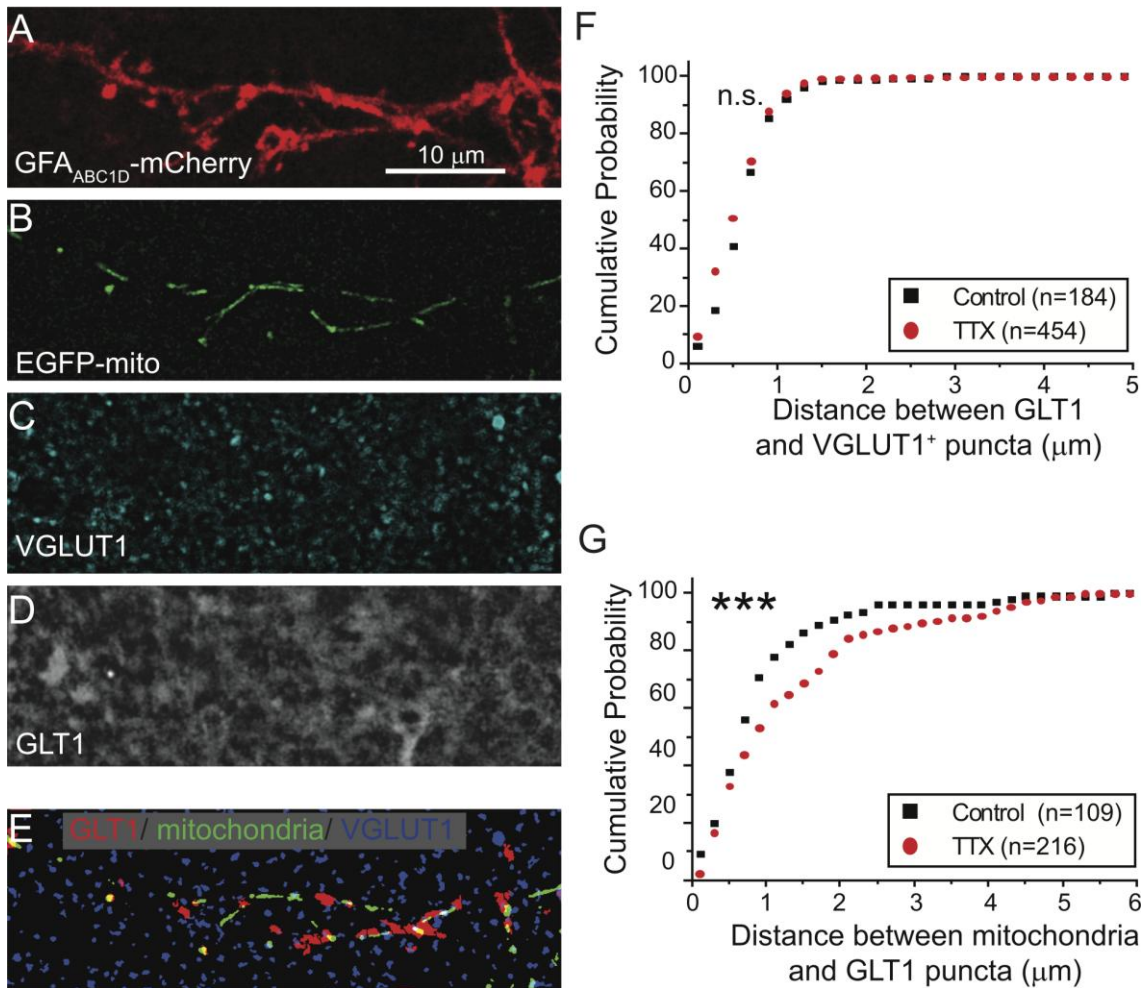 A
GFA_ABC1D-mCherry
10 μm
B
EGFP-mito
C
VGLUT1
D
GLT1
E
GLT1/ mitochondria/ VGLUT1
F
Cumulative Probability
100
80
60
40
20
0
n.s.
Control (n=184)
TTX (n=454)
0 1 2 3 4 5
Distance between GLT1
and VGLUT1⁺ puncta (μm)
G
Cumulative Probability
100
80
60
40
20
0
***
Control (n=109)
TTX (n=216)
0 1 2 3 4 5 6
Distance between mitochondria
and GLT1 puncta (μm)